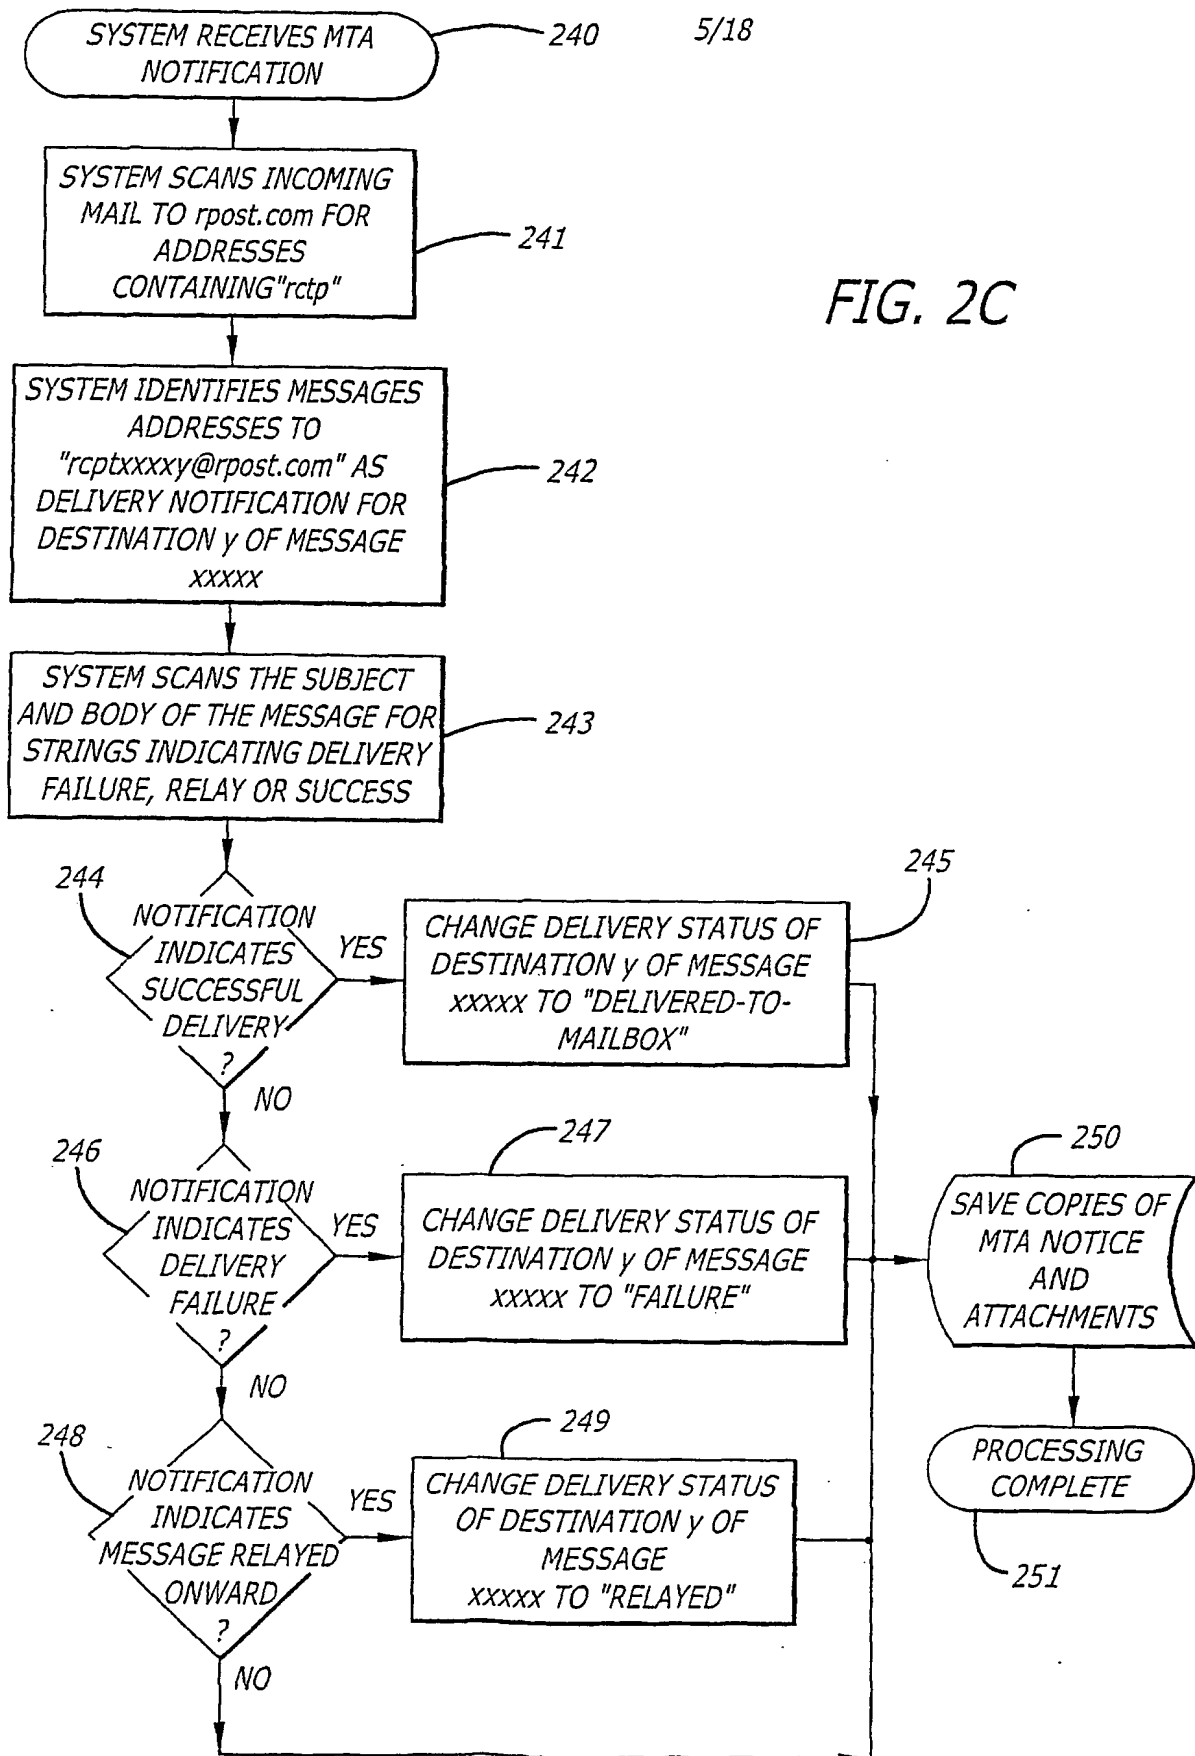 5/18
SYSTEM RECEIVES MTA
NOTIFICATION
240
SYSTEM SCANS INCOMING
MAIL TO rpost.com FOR
ADDRESSES
CONTAINING"rctp"
241
FIG. 2C
SYSTEM IDENTIFIES MESSAGES
ADDRESSES TO
"rcptxxxxy@rpost.com" AS
DELIVERY NOTIFICATION FOR
DESTINATION y OF MESSAGE
xxxxx
242
SYSTEM SCANS THE SUBJECT
AND BODY OF THE MESSAGE FOR
STRINGS INDICATING DELIVERY
FAILURE, RELAY OR SUCCESS
243
244
NOTIFICATION
INDICATES
SUCCESSFUL
DELIVERY
?
YES
NO
245
CHANGE DELIVERY STATUS OF
DESTINATION y OF MESSAGE
xxxxx TO "DELIVERED-TO-
MAILBOX"
246
NOTIFICATION
INDICATES
DELIVERY
FAILURE
?
YES
NO
247
CHANGE DELIVERY STATUS OF
DESTINATION y OF MESSAGE
xxxxx TO "FAILURE"
248
NOTIFICATION
INDICATES
MESSAGE RELAYED
ONWARD
?
YES
NO
249
CHANGE DELIVERY STATUS
OF DESTINATION y OF
MESSAGE
xxxxx TO "RELAYED"
250
SAVE COPIES OF
MTA NOTICE
AND
ATTACHMENTS
PROCESSING
COMPLETE
251